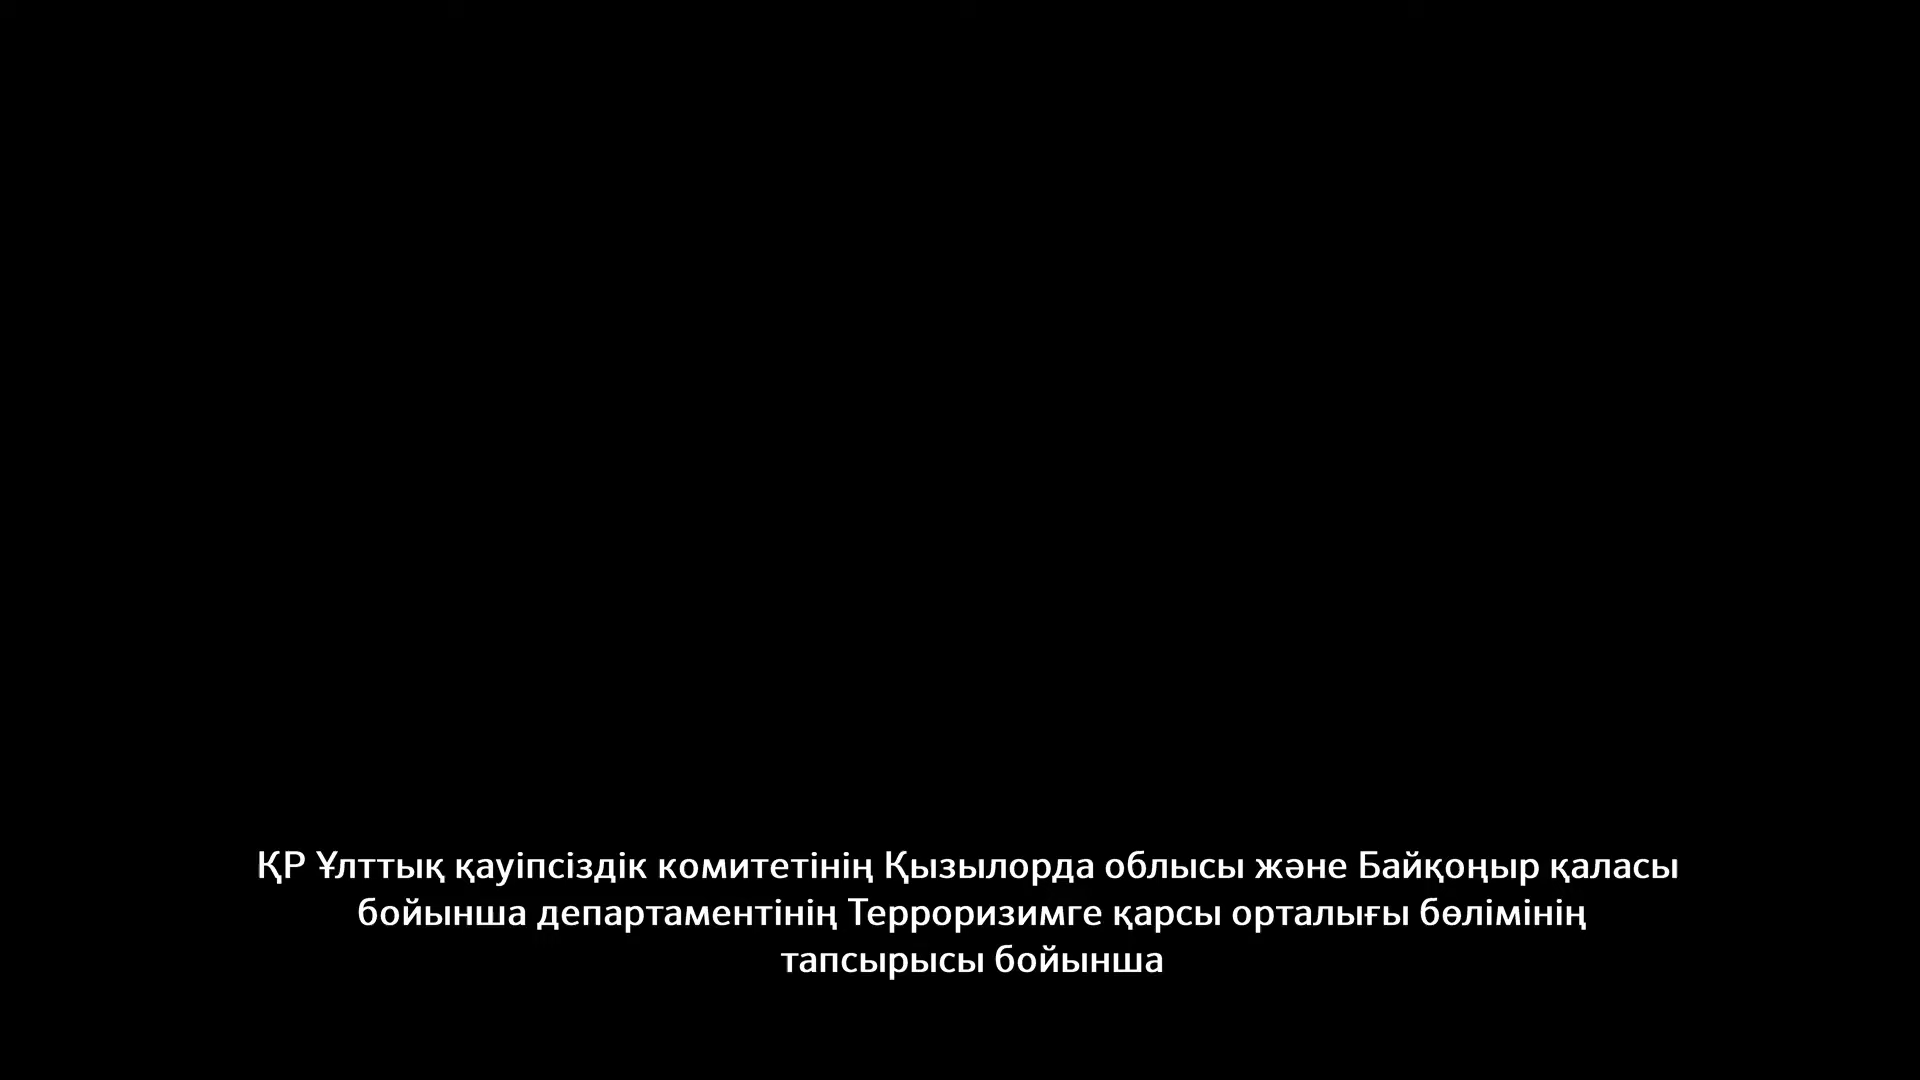 ҚР Ұлттық қауіпсіздік комитетінің Қызылорда облысы және Байқоңыр қаласы
бойынша департаментінің Терроризимге қарсы орталығы бөлімінің
тапсырысы бойынша